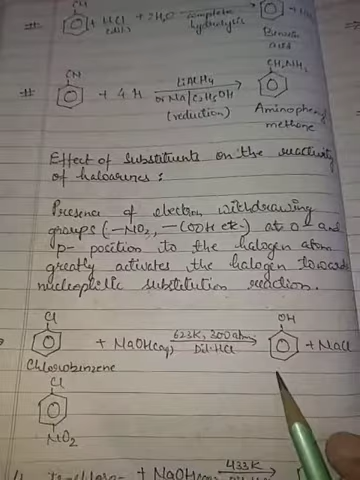 CN
+ HCl + 2H2O complete
(dil) hydrolysis
Benzoic
acid
CN CH2NH2
# + 4H LiAlH4
or Na/C2H5OH
(reduction) Aminophenyl
methane
Effect of substituents on the reactivity
of haloarenes :
Presence of electron withdrawing
groups (-NO2, -COOH etc.) at o- and
p- position to the halogen atom
greatly activates the halogen towards
nucleophilic substitution reaction.
Cl OH
+ NaOH(aq) 623K, 300atm + NaCl
Dil·HCl
Chlorobenzene
Cl
NO2
+ NaOH(aq) 433K